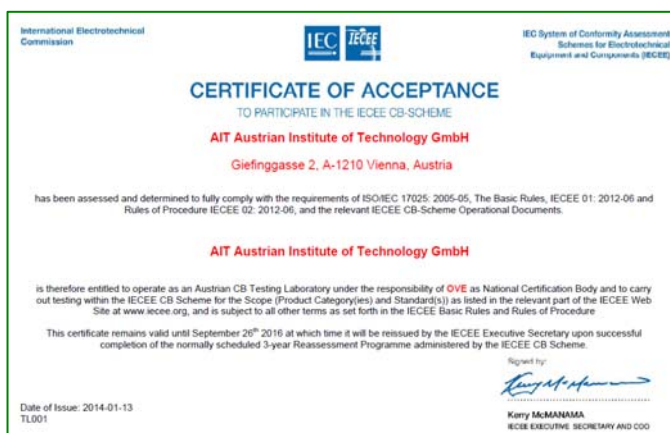 International Electrotechnical
Commission
IEC IECEE
IEC System of Conformity Assessment
Schemes for Electrotechnical
Equipment and Components (IECEE)
CERTIFICATE OF ACCEPTANCE
TO PARTICIPATE IN THE IECEE CB-SCHEME
AIT Austrian Institute of Technology GmbH
Giefinggasse 2, A-1210 Vienna, Austria
has been assessed and determined to fully comply with the requirements of ISO/IEC 17025: 2005-05, The Basic Rules, IECEE 01: 2012-06 and
Rules of Procedure IECEE 02: 2012-06, and the relevant IECEE CB-Scheme Operational Documents.
AIT Austrian Institute of Technology GmbH
is therefore entitled to operate as an Austrian CB Testing Laboratory under the responsibility of OVE as National Certification Body and to carry
out testing within the IECEE CB Scheme for the Scope (Product Category(ies) and Standard(s)) as listed in the relevant part of the IECEE Web
Site at www.iecee.org, and is subject to all other terms as set forth in the IECEE Basic Rules and Rules of Procedure
This certificate remains valid until September 26th 2016 at which time it will be reissued by the IECEE Executive Secretary upon successful
completion of the normally scheduled 3-year Reassessment Programme administered by the IECEE CB Scheme.
Signed by:
Kerry McManama
Date of Issue: 2014-01-13
TL001
Kerry McMANAMA
IECEE EXECUTIVE SECRETARY AND COO